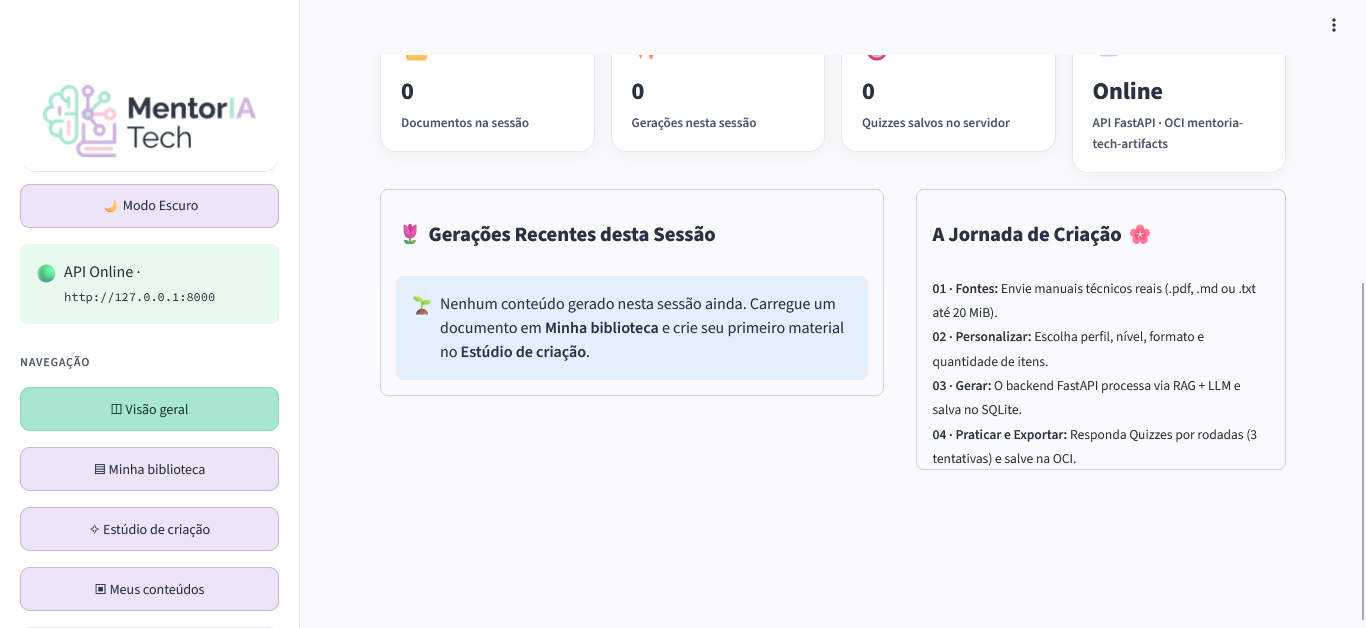 MentorIA
Tech
🌙 Modo Escuro
API Online ·
http://127.0.0.1:8000
NAVEGAÇÃO
Visão geral
Minha biblioteca
Estúdio de criação
Meus conteúdos
0
Documentos na sessão
0
Gerações nesta sessão
0
Quizzes salvos no servidor
Online
API FastAPI · OCI mentoria-
tech-artifacts
🌷 Gerações Recentes desta Sessão
Nenhum conteúdo gerado nesta sessão ainda. Carregue um
documento em Minha biblioteca e crie seu primeiro material
no Estúdio de criação.
A Jornada de Criação 🌸
01 · Fontes: Envie manuais técnicos reais (.pdf, .md ou .txt
até 20 MiB).
02 · Personalizar: Escolha perfil, nível, formato e
quantidade de itens.
03 · Gerar: O backend FastAPI processa via RAG + LLM e
salva no SQLite.
04 · Praticar e Exportar: Responda Quizzes por rodadas (3
tentativas) e salve na OCI.